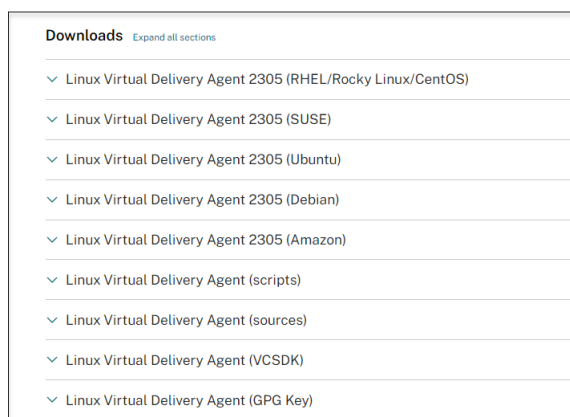 Downloads Expand all sections
Linux Virtual Delivery Agent 2305 (RHEL/Rocky Linux/CentOS)
Linux Virtual Delivery Agent 2305 (SUSE)
Linux Virtual Delivery Agent 2305 (Ubuntu)
Linux Virtual Delivery Agent 2305 (Debian)
Linux Virtual Delivery Agent 2305 (Amazon)
Linux Virtual Delivery Agent (scripts)
Linux Virtual Delivery Agent (sources)
Linux Virtual Delivery Agent (VCSDK)
Linux Virtual Delivery Agent (GPG Key)